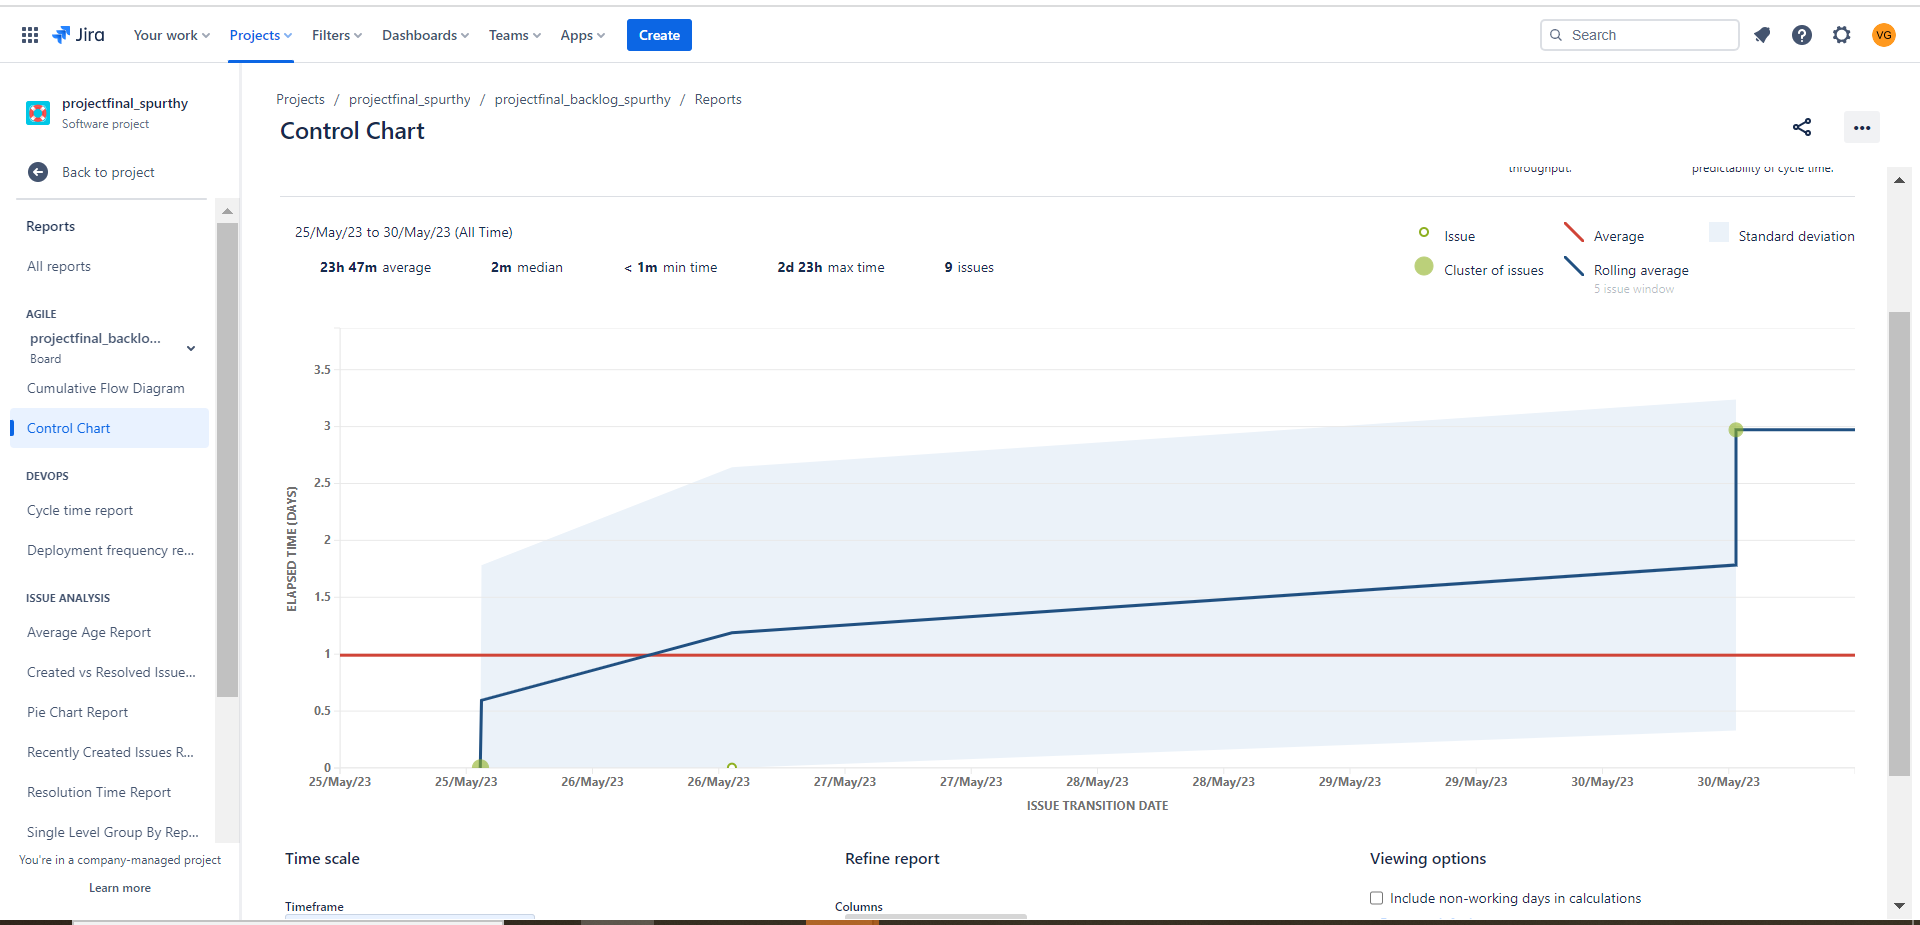 Jira
Your work
Projects
Filters
Dashboards
Teams
Apps
Create
Search
VG
projectfinal_spurthy
Software project
Back to project
Reports
All reports
AGILE
projectfinal_backlo...
Board
Cumulative Flow Diagram
Control Chart
DEVOPS
Cycle time report
Deployment frequency re...
ISSUE ANALYSIS
Average Age Report
Created vs Resolved Issue...
Pie Chart Report
Recently Created Issues R...
Resolution Time Report
Single Level Group By Rep...
You're in a company-managed project
Learn more
Projects / projectfinal_spurthy / projectfinal_backlog_spurthy / Reports
Control Chart
throughput.
predictability of cycle time.
25/May/23 to 30/May/23 (All Time)
23h 47m average
2m median
< 1m min time
2d 23h max time
9 issues
Issue
Average
Standard deviation
Cluster of issues
Rolling average
5 issue window
ELAPSED TIME (DAYS)
3.5
3
2.5
2
1.5
1
0.5
0
25/May/23 25/May/23 26/May/23 26/May/23 27/May/23 27/May/23 28/May/23 28/May/23 29/May/23 29/May/23 30/May/23 30/May/23
ISSUE TRANSITION DATE
Time scale
Timeframe
Refine report
Columns
Viewing options
Include non-working days in calculations